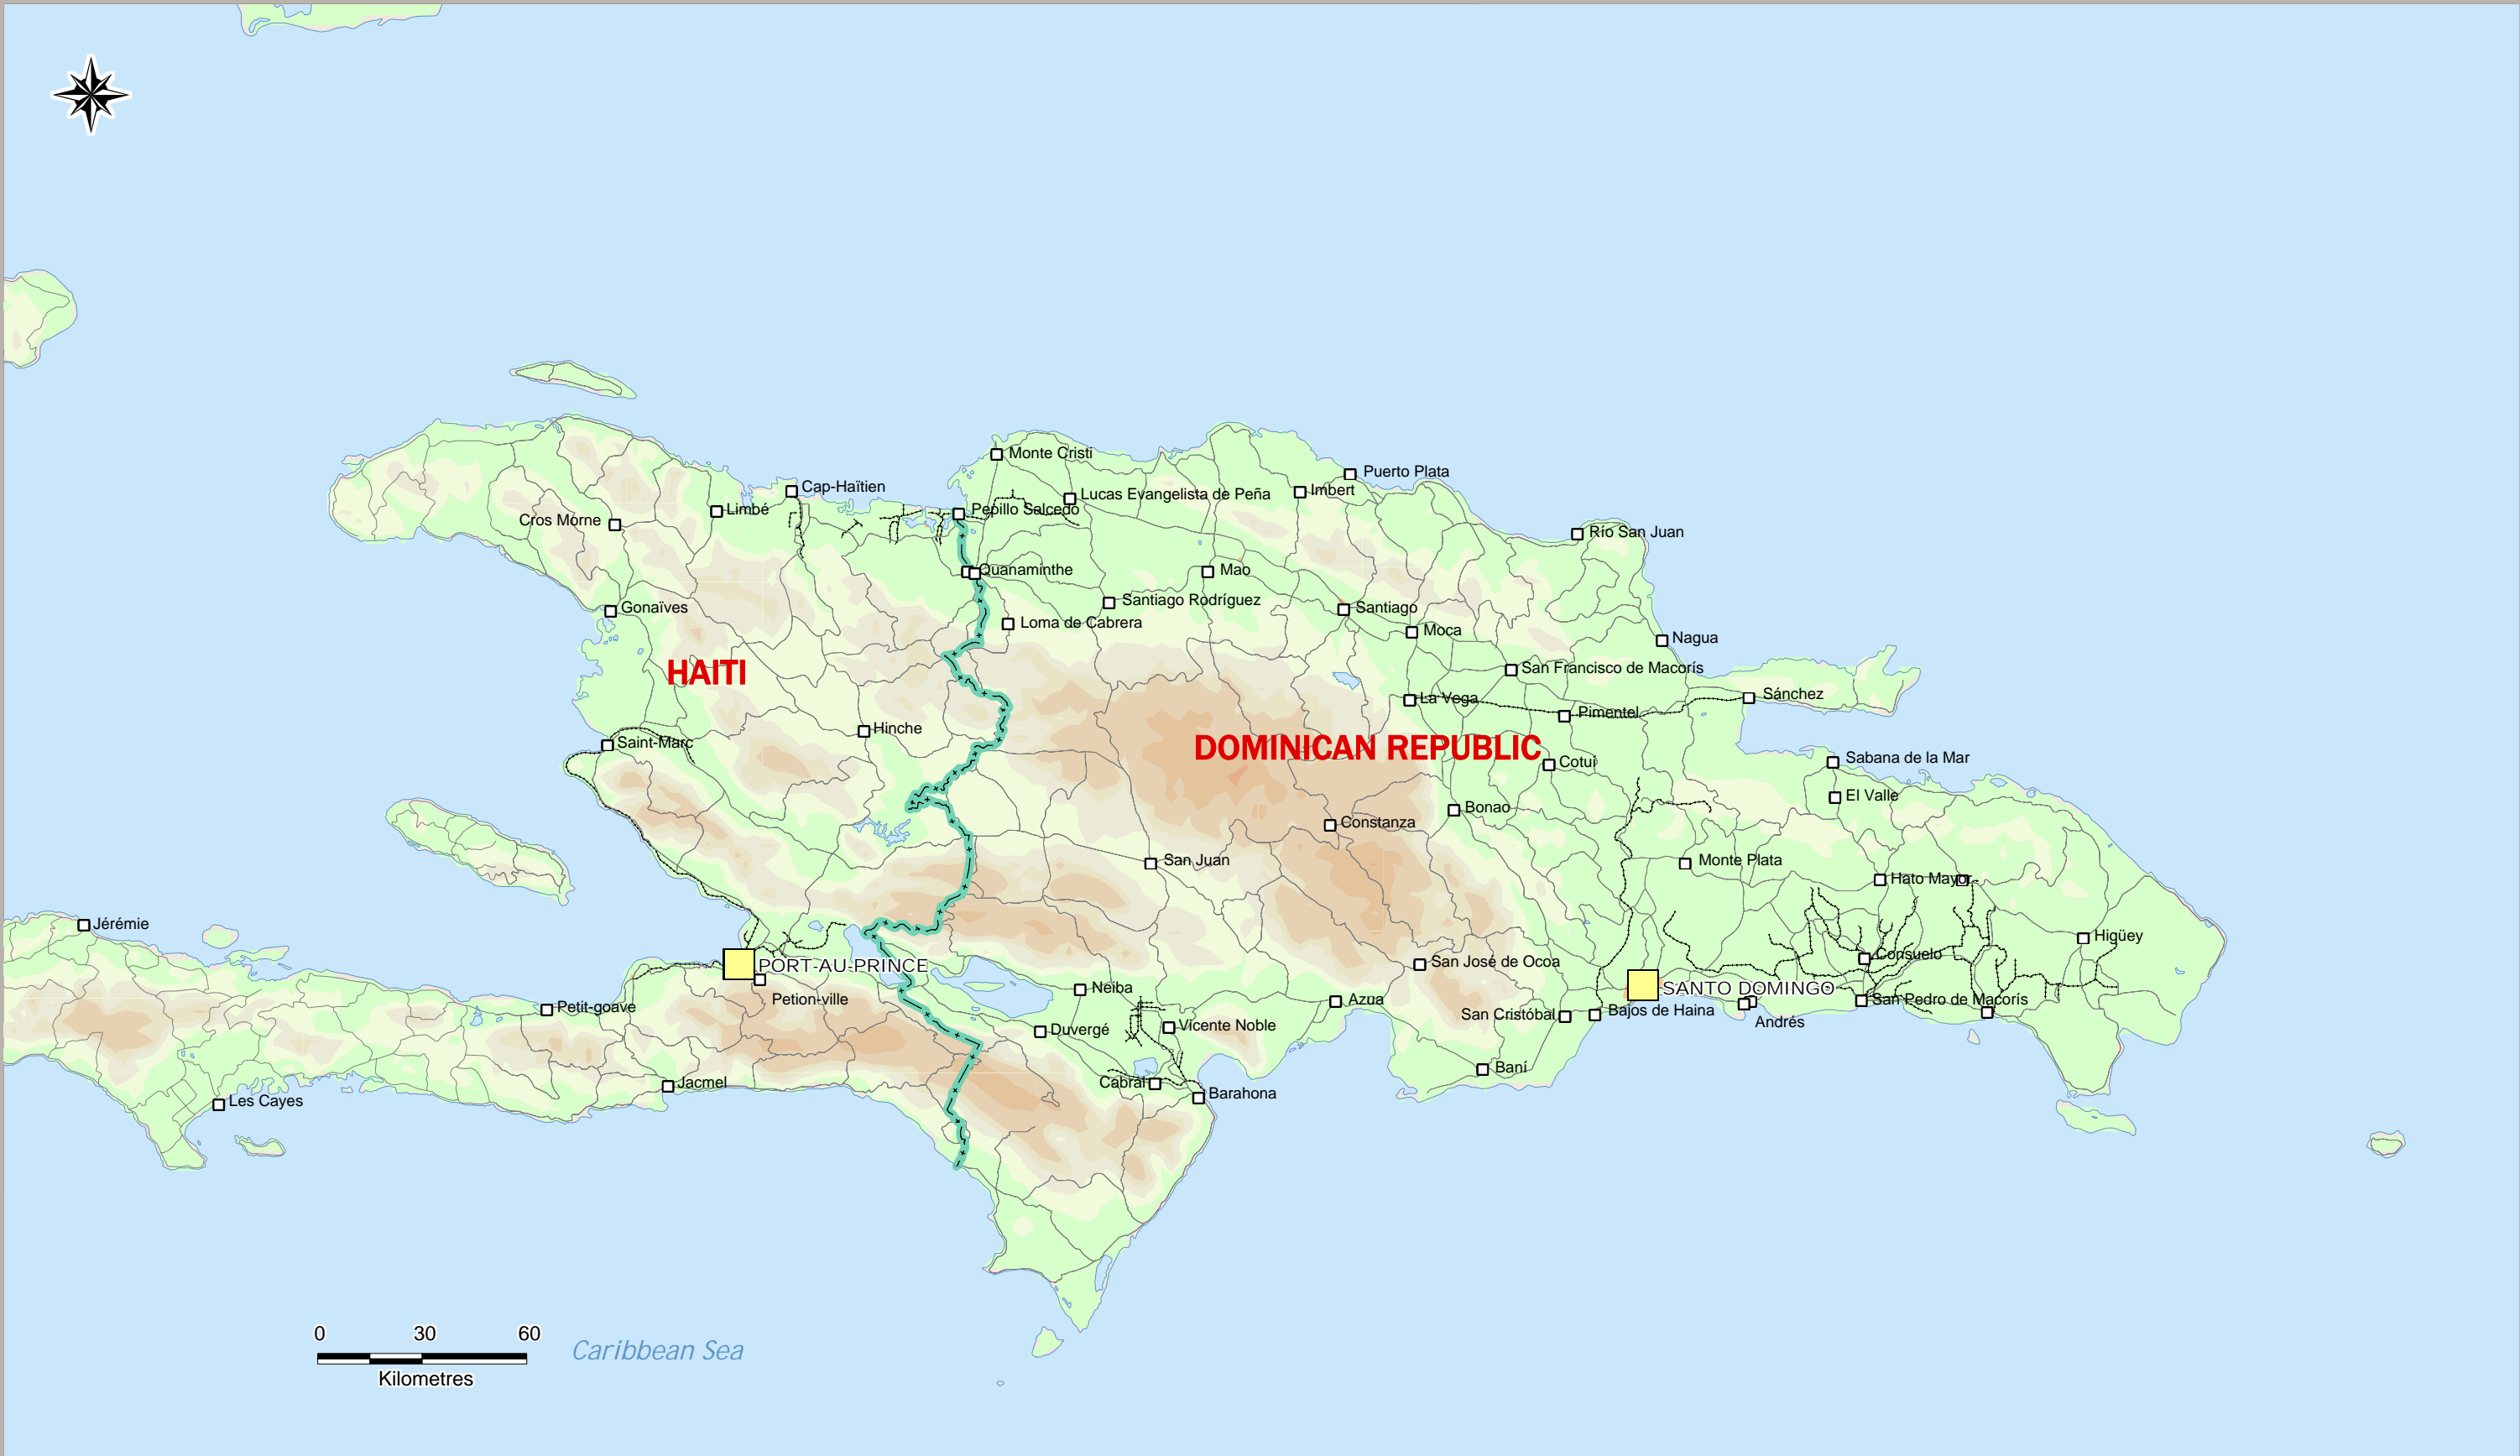 Monte Cristi
Puerto Plata
Cap-Haïtien
Imbert
Lucas Evangelista de Peña
Limbé
Pepillo Salcedo
Cros Morne
Río San Juan
Quanaminthe
Mao
Santiago Rodríguez
Gonaïves
Santiago
Loma de Cabrera
Moca
Nagua
San Francisco de Macorís
HAITI
Sánchez
La Vega
Pimentel
Hinche
Saint-Marc
DOMINICAN REPUBLIC
Sabana de la Mar
Cotui
El Valle
Bonao
Constanza
San Juan
Monte Plata
Hato Mayor
Jérémie
Higüey
Consuelo
San José de Ocoa
PORT-AU-PRINCE
Neiba
SANTO DOMINGO
Petion-ville
Azua
San Pedro de Macorís
Petit-goave
Bajos de Haina
San Cristóbal
Andrés
Vicente Noble
Duvergé
Baní
Jacmel
Cabral
Barahona
Les Cayes
0 30 60
Kilometres
Caribbean Sea